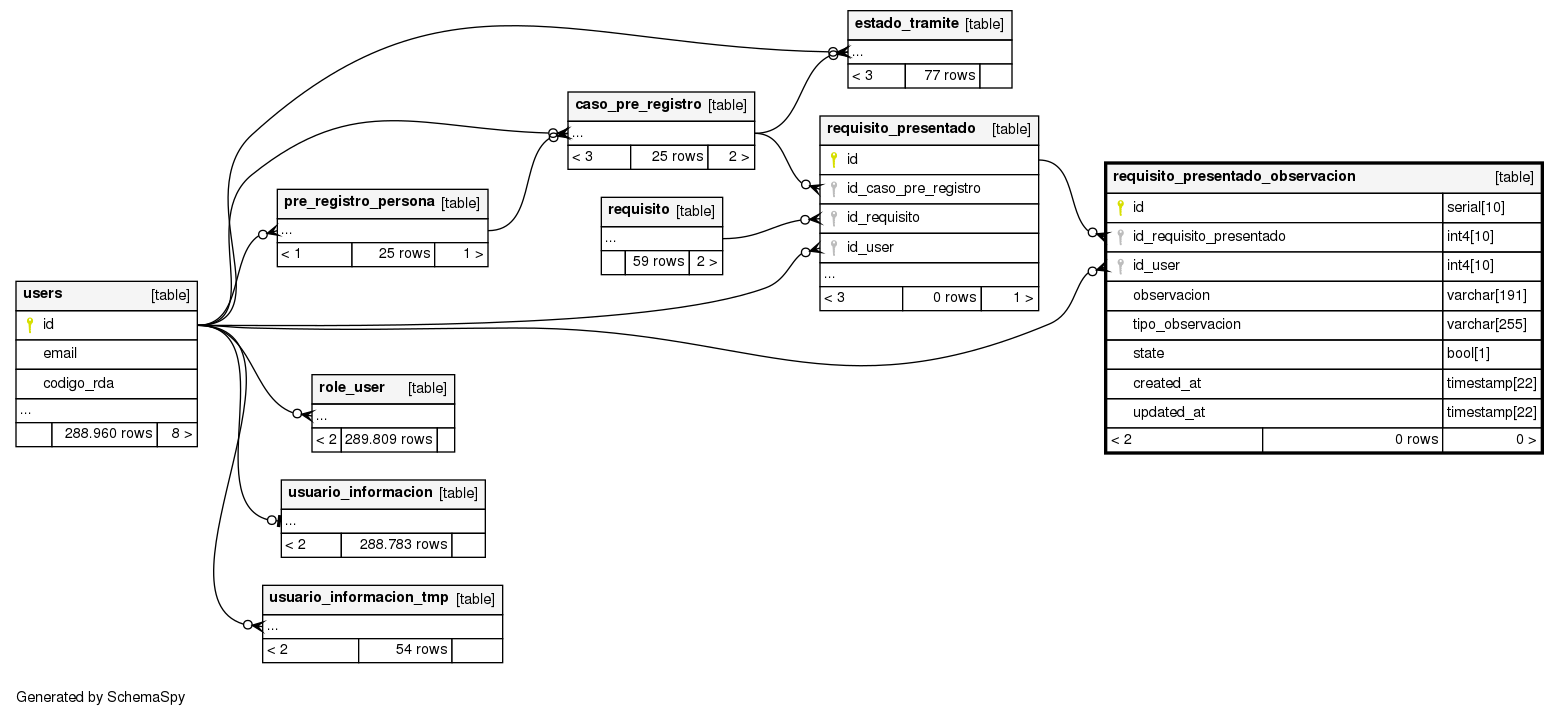 estado_tramite [table]
...
< 3 77 rows
caso_pre_registro [table]
...
< 3 25 rows 2 >
requisito_presentado [table]
id
id_caso_pre_registro
id_requisito
id_user
...
< 3 0 rows 1 >
requisito_presentado_observacion [table]
id serial[10]
id_requisito_presentado int4[10]
id_user int4[10]
observacion varchar[191]
tipo_observacion varchar[255]
state bool[1]
created_at timestamp[22]
updated_at timestamp[22]
< 2 0 rows 0 >
pre_registro_persona [table]
...
< 1 25 rows 1 >
requisito [table]
...
59 rows 2 >
users [table]
id
email
codigo_rda
...
288.960 rows 8 >
role_user [table]
...
< 2 289.809 rows
usuario_informacion [table]
...
< 2 288.783 rows
usuario_informacion_tmp [table]
...
< 2 54 rows
Generated by SchemaSpy